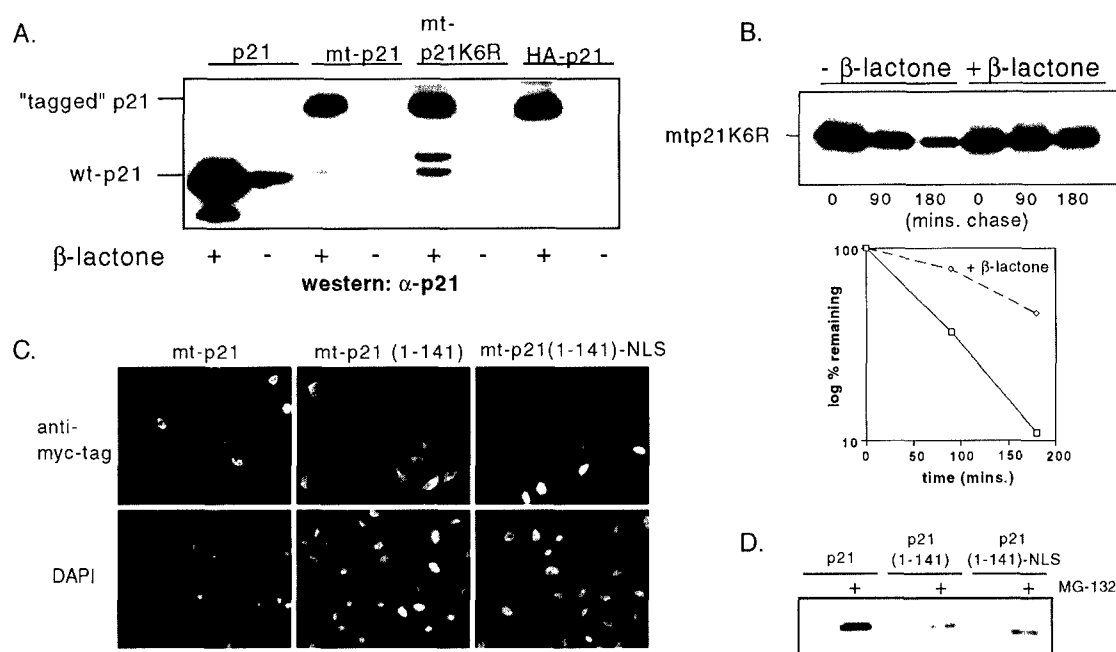 A.
p21
mt-p21
mt-
p21K6R
HA-p21
"tagged" p21
wt-p21
β-lactone
+ - + - + - + -
western: α-p21
B.
- β-lactone + β-lactone
mtp21K6R
0 90 180 0 90 180
(mins. chase)
100
+ β-lactone
log % remaining
10
0 50 100 150 200
time (mins.)
C.
mt-p21 mt-p21 (1-141) mt-p21(1-141)-NLS
anti-
myc-tag
DAPI
D.
p21
p21
(1-141)
p21
(1-141)-NLS
+ + + MG-132